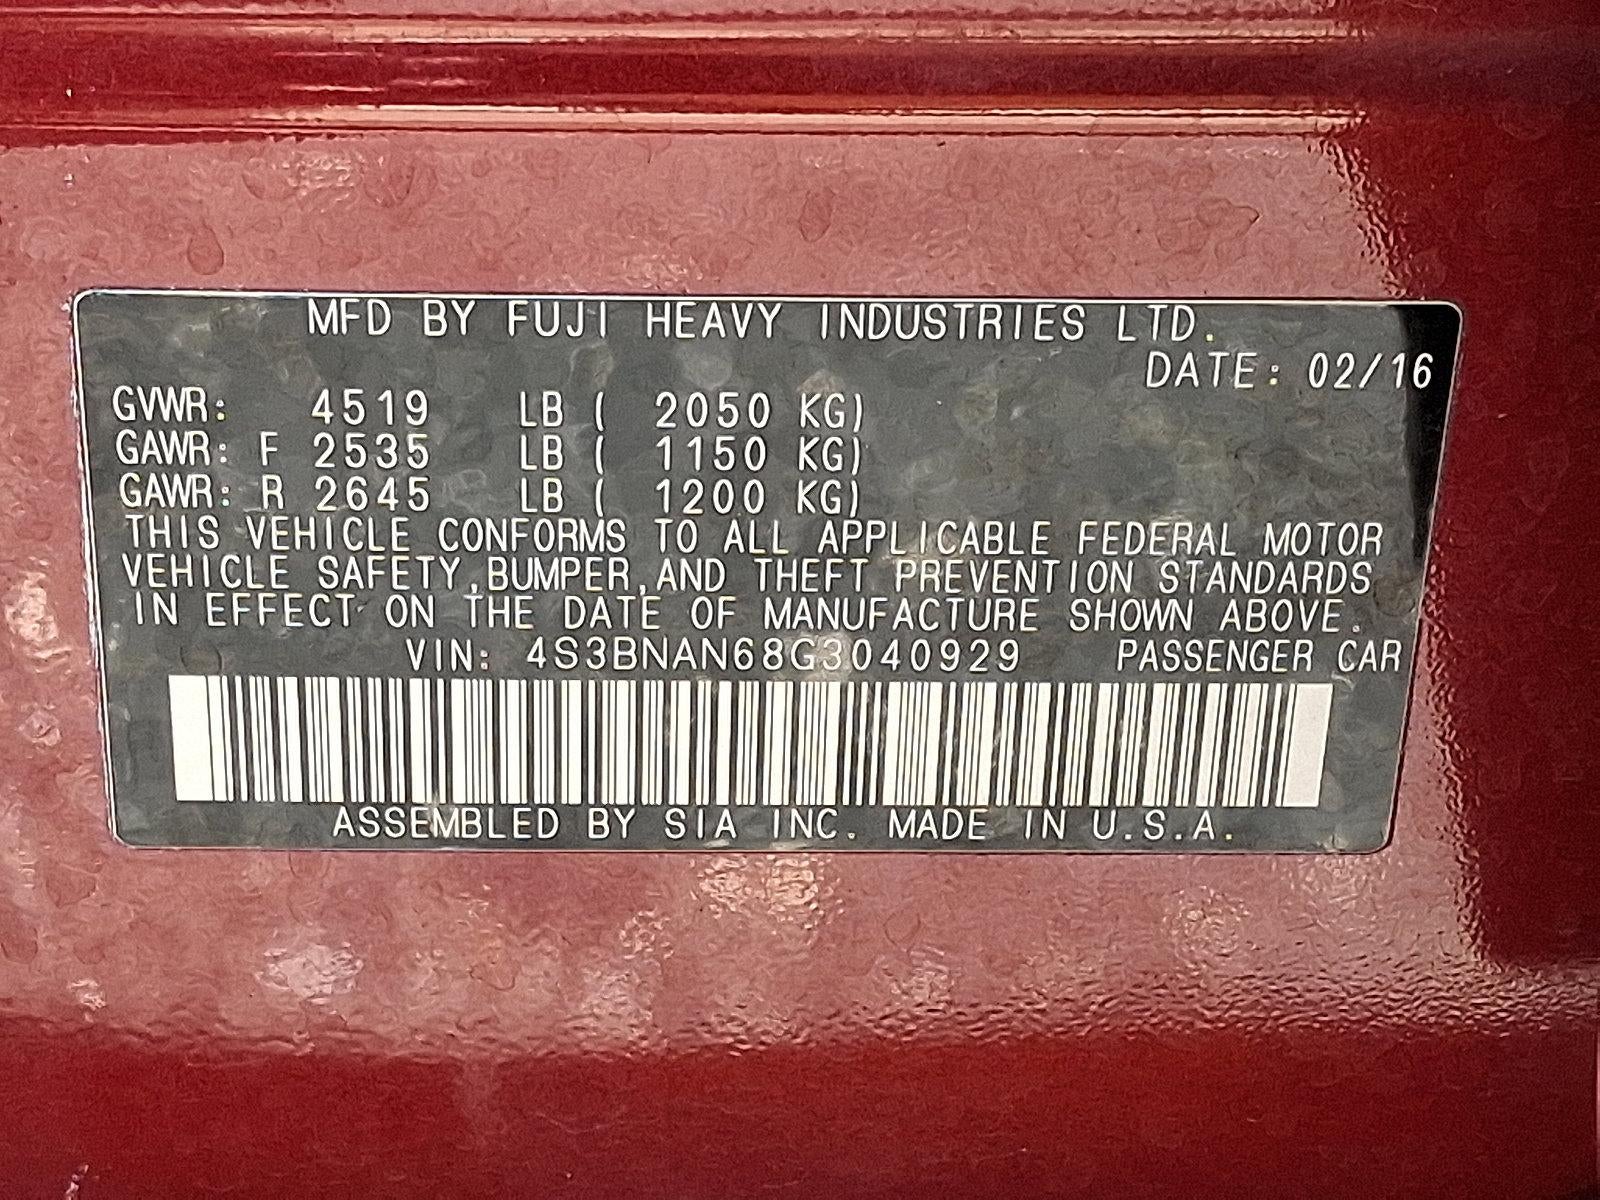 MFD BY FUJI HEAVY INDUSTRIES LTD.
DATE: 02/16
GVWR: 4519 LB ( 2050 KG)
GAWR: F 2535 LB ( 1150 KG)
GAWR: R 2645 LB ( 1200 KG)
THIS VEHICLE CONFORMS TO ALL APPLICABLE FEDERAL MOTOR
VEHICLE SAFETY,BUMPER,AND THEFT PREVENTION STANDARDS
IN EFFECT ON THE DATE OF MANUFACTURE SHOWN ABOVE.
VIN: 4S3BNAN68G3040929 PASSENGER CAR
ASSEMBLED BY SIA INC. MADE IN U.S.A.